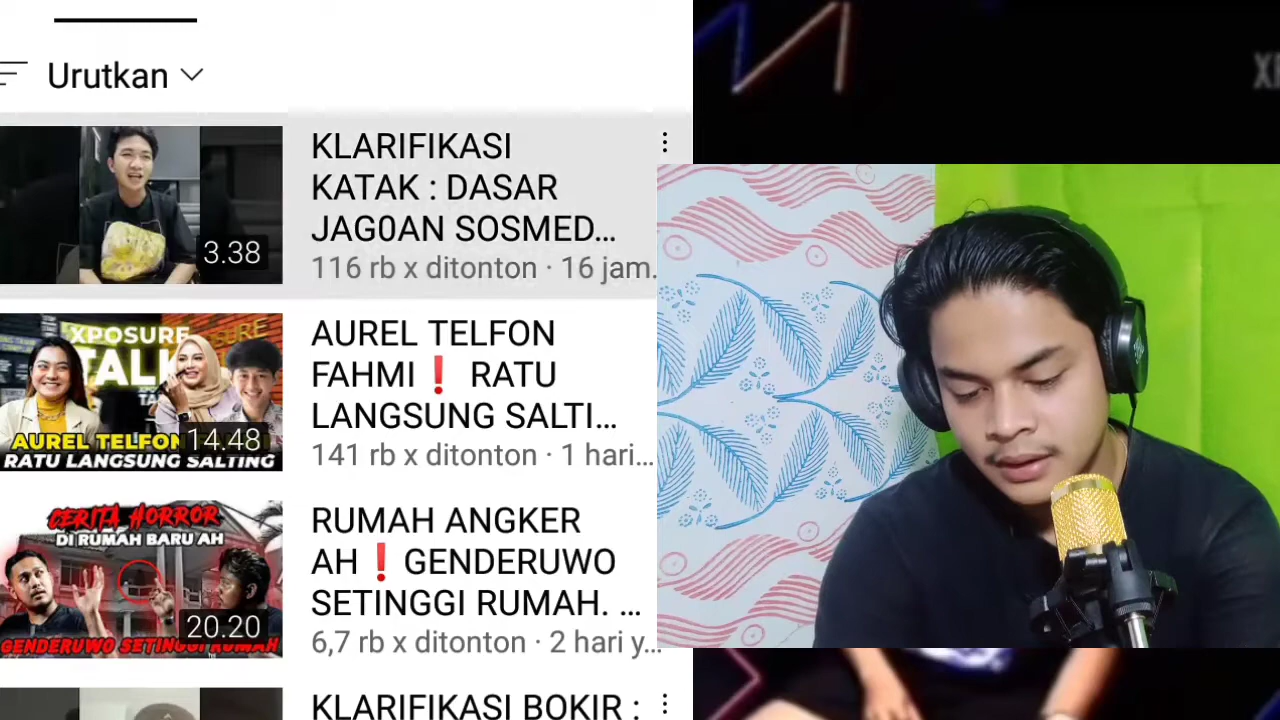 Urutkan
KLARIFIKASI
KATAK : DASAR
JAG0AN SOSMED...
116 rb x ditonton · 16 jam.
3.38
AUREL TELFON
FAHMI❗ RATU
LANGSUNG SALTI...
141 rb x ditonton · 1 hari...
XPOSURE
TALK
AUREL TELFON
14.48
RATU LANGSUNG SALTING
RUMAH ANGKER
AH❗GENDERUWO
SETINGGI RUMAH. ...
6,7 rb x ditonton · 2 hari y...
CERITA HORROR
DI RUMAH BARU AH
20.20
GENDERUWO SETINGGI RUMAH
KLARIFIKASI BOKIR :